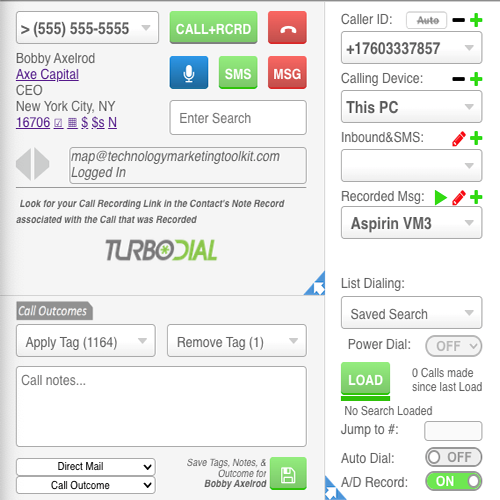 > (555) 555-5555
CALL+RCRD
Bobby Axelrod
Axe Capital
CEO
New York City, NY
16706 ☑ ≣ $ $s N
SMS
MSG
Enter Search
map@technologymarketingtoolkit.com
Logged In
Look for your Call Recording Link in the Contact's Note Record
associated with the Call that was Recorded
TURBODIAL
Call Outcomes
Apply Tag (1164)
Remove Tag (1)
Call notes...
Direct Mail
Call Outcome
Save Tags, Notes, &
Outcome for
Bobby Axelrod
Caller ID:
Auto
+17603337857
Calling Device:
This PC
Inbound&SMS:
Recorded Msg:
Aspirin VM3
List Dialing:
Saved Search
Power Dial:
OFF
LOAD
0 Calls made
since last Load
No Search Loaded
Jump to #:
Auto Dial:
OFF
A/D Record:
ON